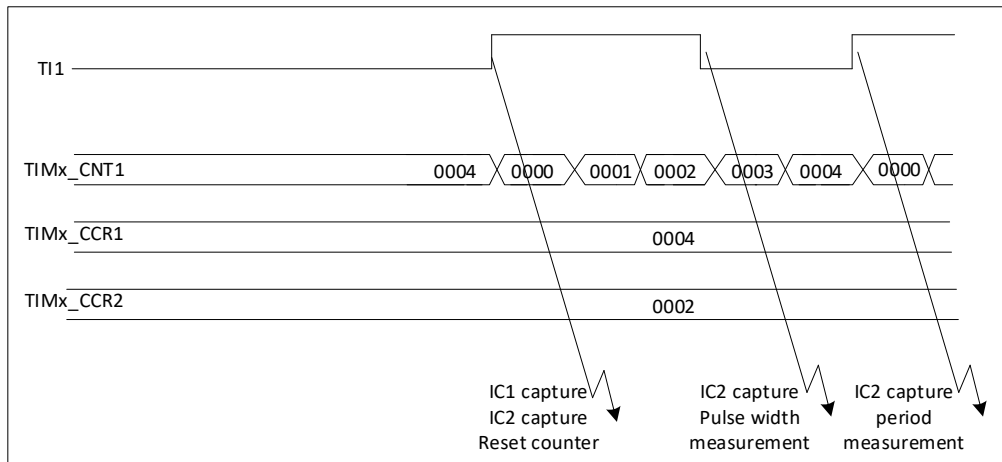 TI1
TIMx_CNT1
0004 0000 0001 0002 0003 0004 0000
TIMx_CCR1
0004
TIMx_CCR2
0002
IC1 capture
IC2 capture
Reset counter
IC2 capture
Pulse width
measurement
IC2 capture
period
measurement